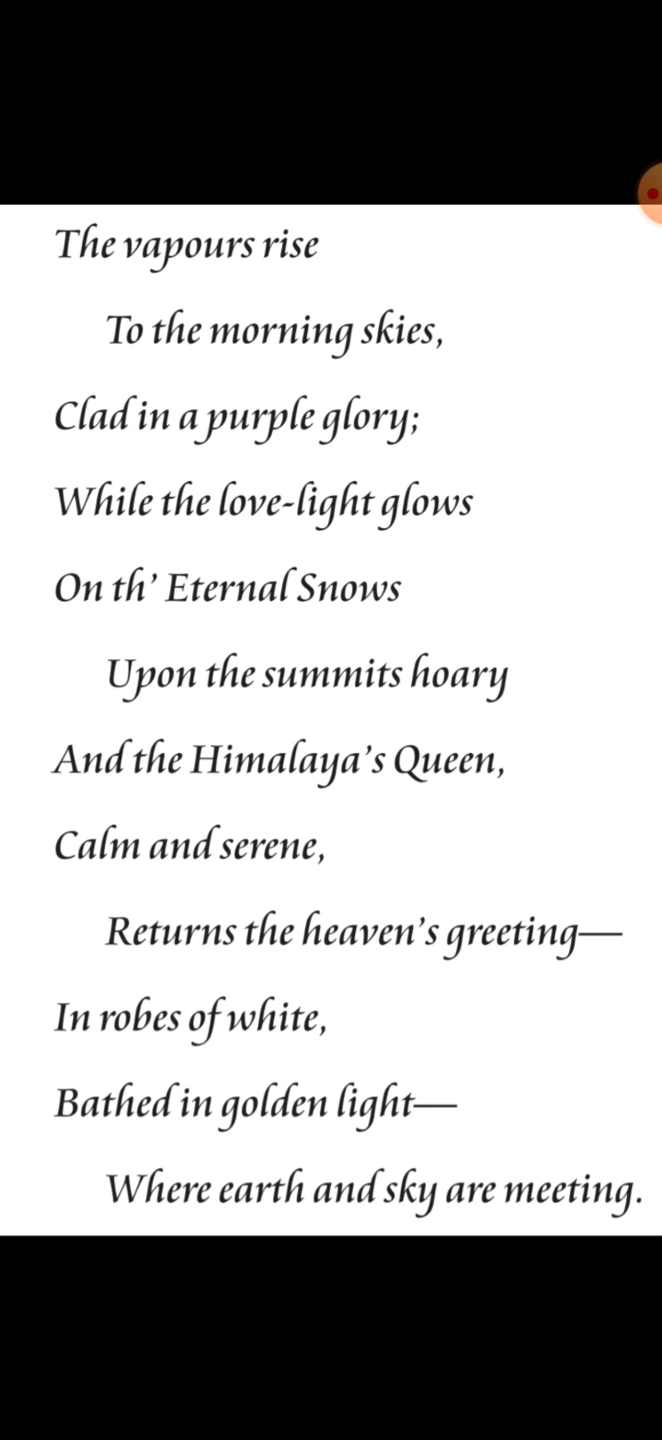 The vapours rise
To the morning skies,
Clad in a purple glory;
While the love-light glows
On th’ Eternal Snows
Upon the summits hoary
And the Himalaya’s Queen,
Calm and serene,
Returns the heaven’s greeting—
In robes of white,
Bathed in golden light—
Where earth and sky are meeting.